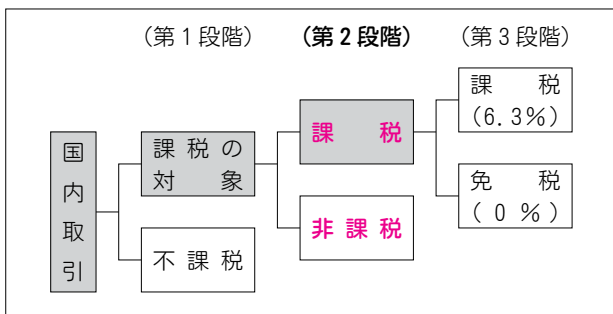 （第１段階）
（第２段階）
（第３段階）
国内取引
課税の
対象
不課税
課税
非課税
課税
（6.3％）
免税
（０％）